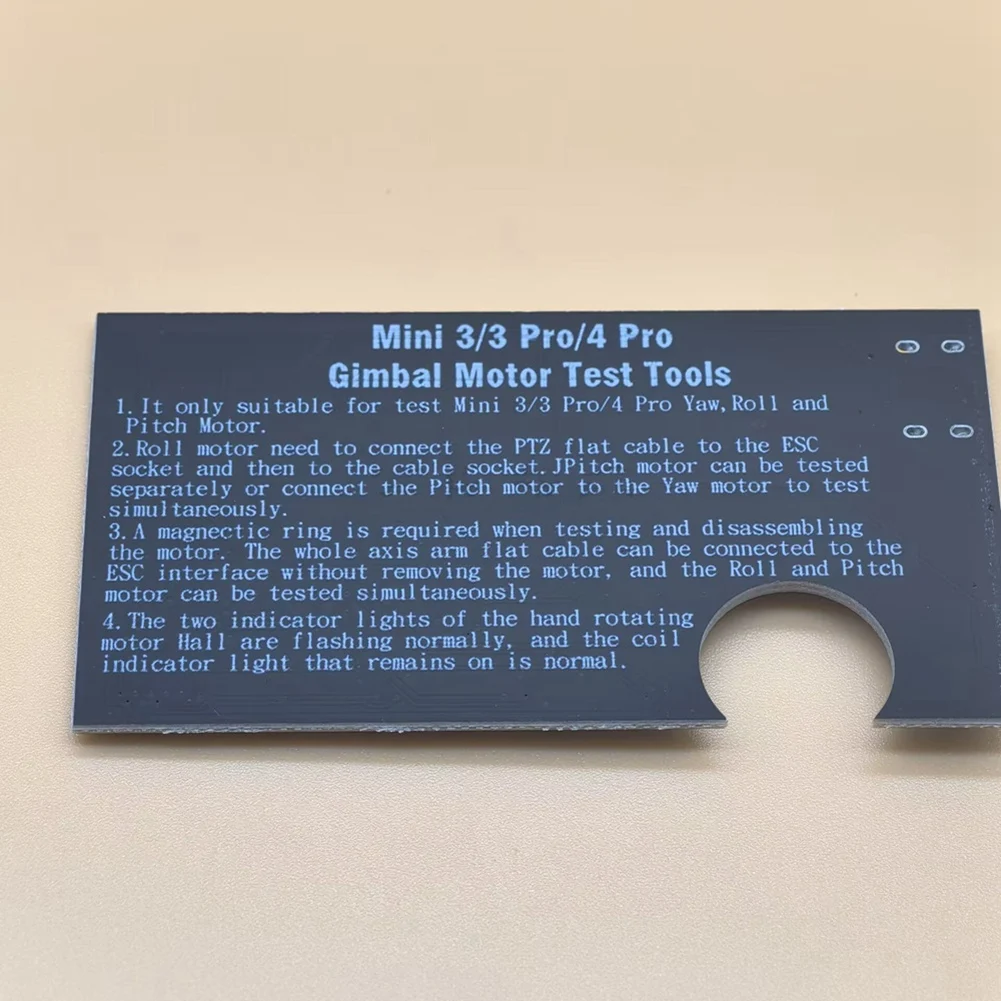 Mini 3/3 Pro/4 Pro
Gimbal Motor Test Tools
1. It only suitable for test Mini 3/3 Pro/4 Pro Yaw, Roll and
Pitch Motor.
2. Roll motor need to connect the PTZ flat cable to the ESC
socket and then to the cable socket. JPitch motor can be tested
separately or connect the Pitch motor to the Yaw motor to test
simultaneously.
3. A magnectic ring is required when testing and disassembling
the motor. The whole axis arm flat cable can be connected to the
ESC interface without removing the motor, and the Roll and Pitch
motor can be tested simultaneously.
4. The two indicator lights of the hand rotating
motor Hall are flashing normally, and the coil
indicator light that remains on is normal.